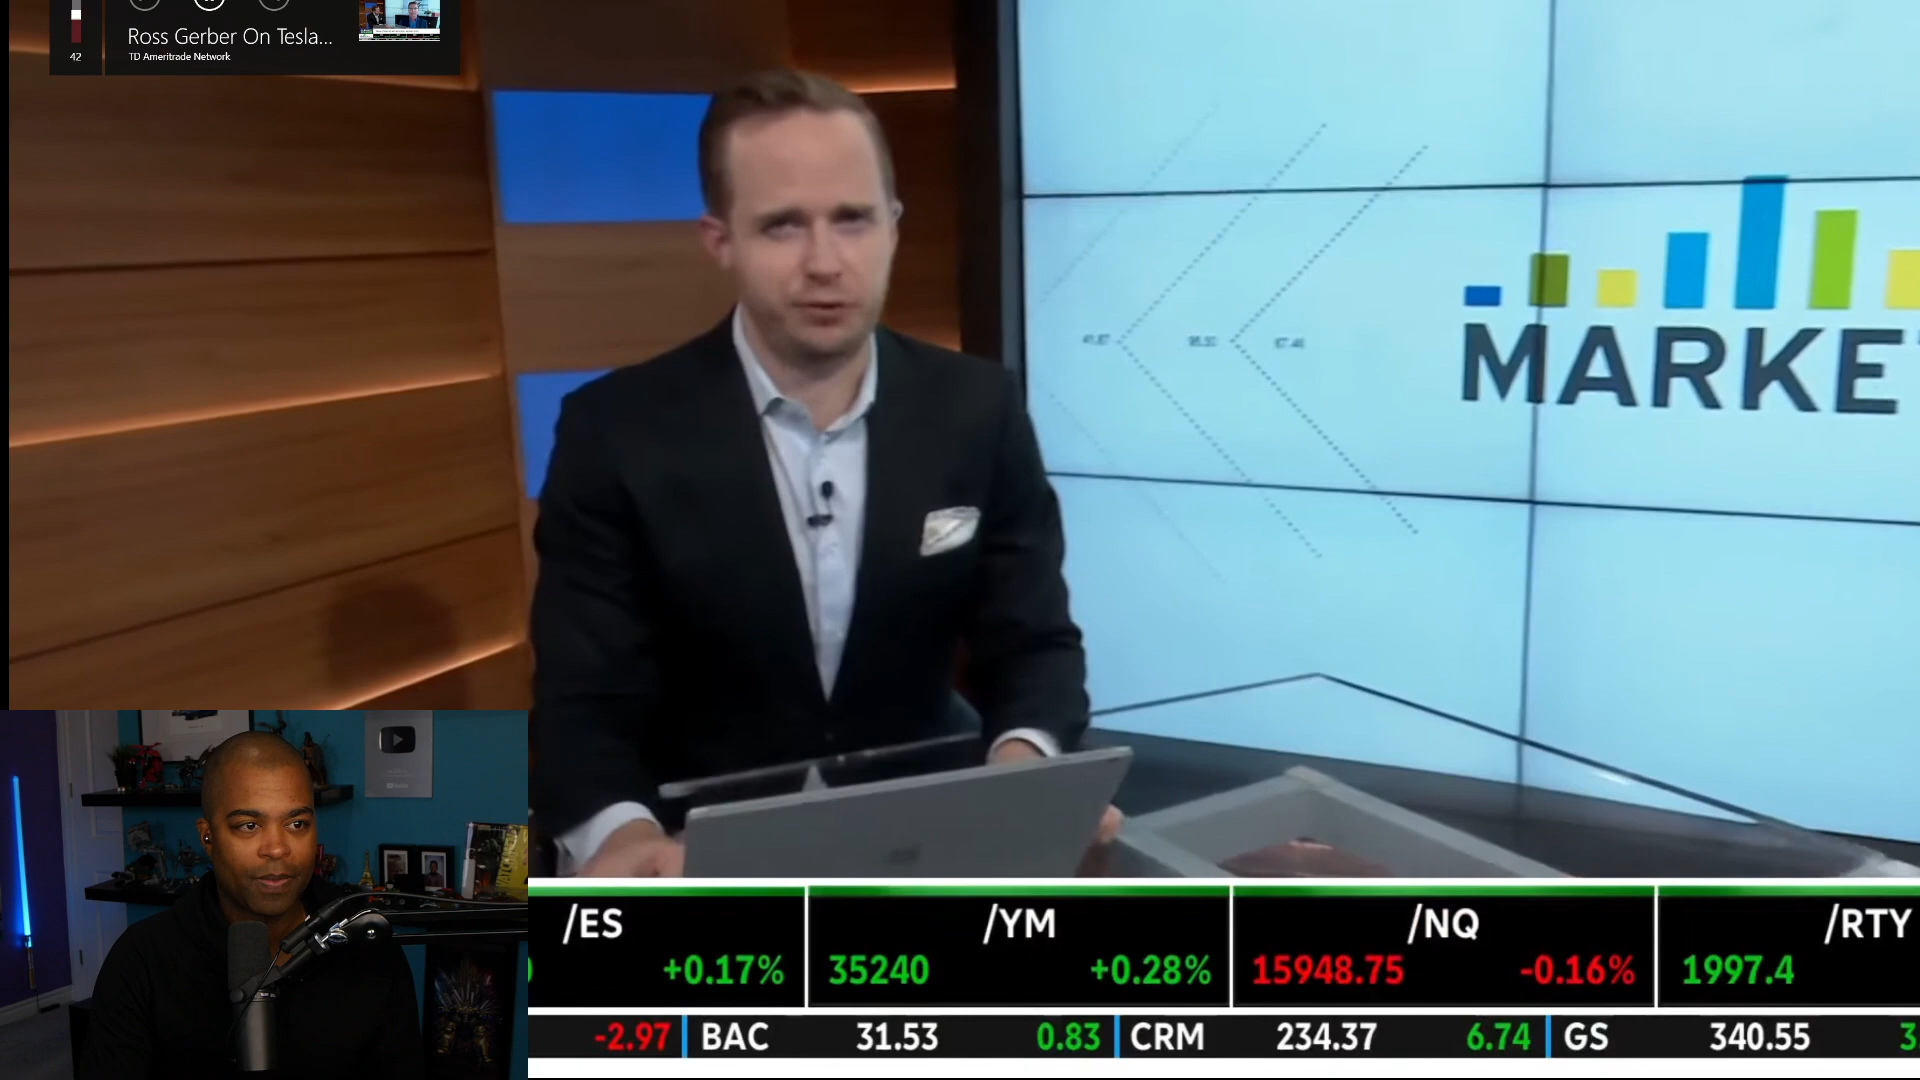 42
Ross Gerber On Tesla...
TD Ameritrade Network
MARKE
/ES
+0.17%
/YM
35240
+0.28%
/NQ
15948.75
-0.16%
/RTY
1997.4
-2.97
BAC
31.53
0.83
CRM
234.37
6.74
GS
340.55
3